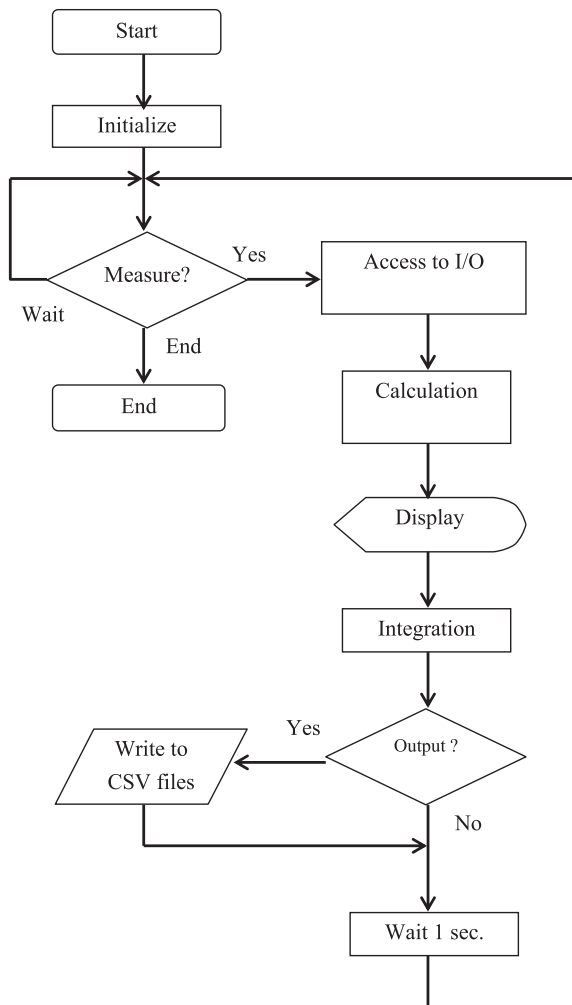 Start
Initialize
Measure?
Yes
Wait
End
End
Access to I/O
Calculation
Display
Integration
Output ?
Yes
Write to
CSV files
No
Wait 1 sec.